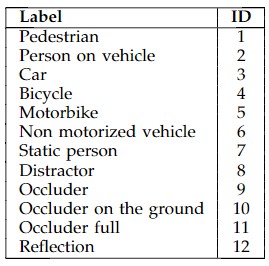 Label ID
Pedestrian 1
Person on vehicle 2
Car 3
Bicycle 4
Motorbike 5
Non motorized vehicle 6
Static person 7
Distractor 8
Occluder 9
Occluder on the ground 10
Occluder full 11
Reflection 12